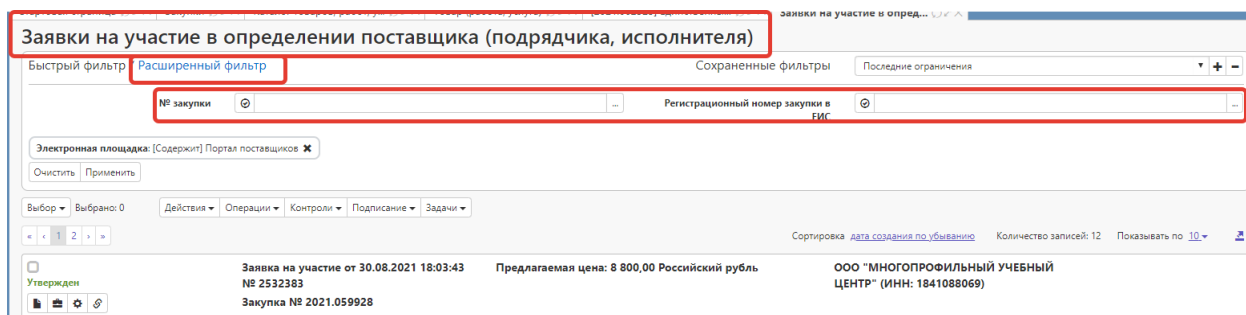 Заявки на участие в опред...
Заявки на участие в определении поставщика (подрядчика, исполнителя)
Быстрый фильтр Расширенный фильтр Сохраненные фильтры Последние ограничения
№ закупки ... Регистрационный номер закупки в ЕИС ...
Электронная площадка: [Содержит] Портал поставщиков ✖
Очистить Применить
Выбор Выбрано: 0 Действия Операции Контроли Подписание Задачи
« ‹ 1 2 › » Сортировка дата создания по убыванию Количество записей: 12 Показывать по 10
Заявка на участие от 30.08.2021 18:03:43 Предлагаемая цена: 8 800,00 Российский рубль ООО "МНОГОПРОФИЛЬНЫЙ УЧЕБНЫЙ
Утвержден № 2532383 ЦЕНТР" (ИНН: 1841088069)
Закупка № 2021.059928